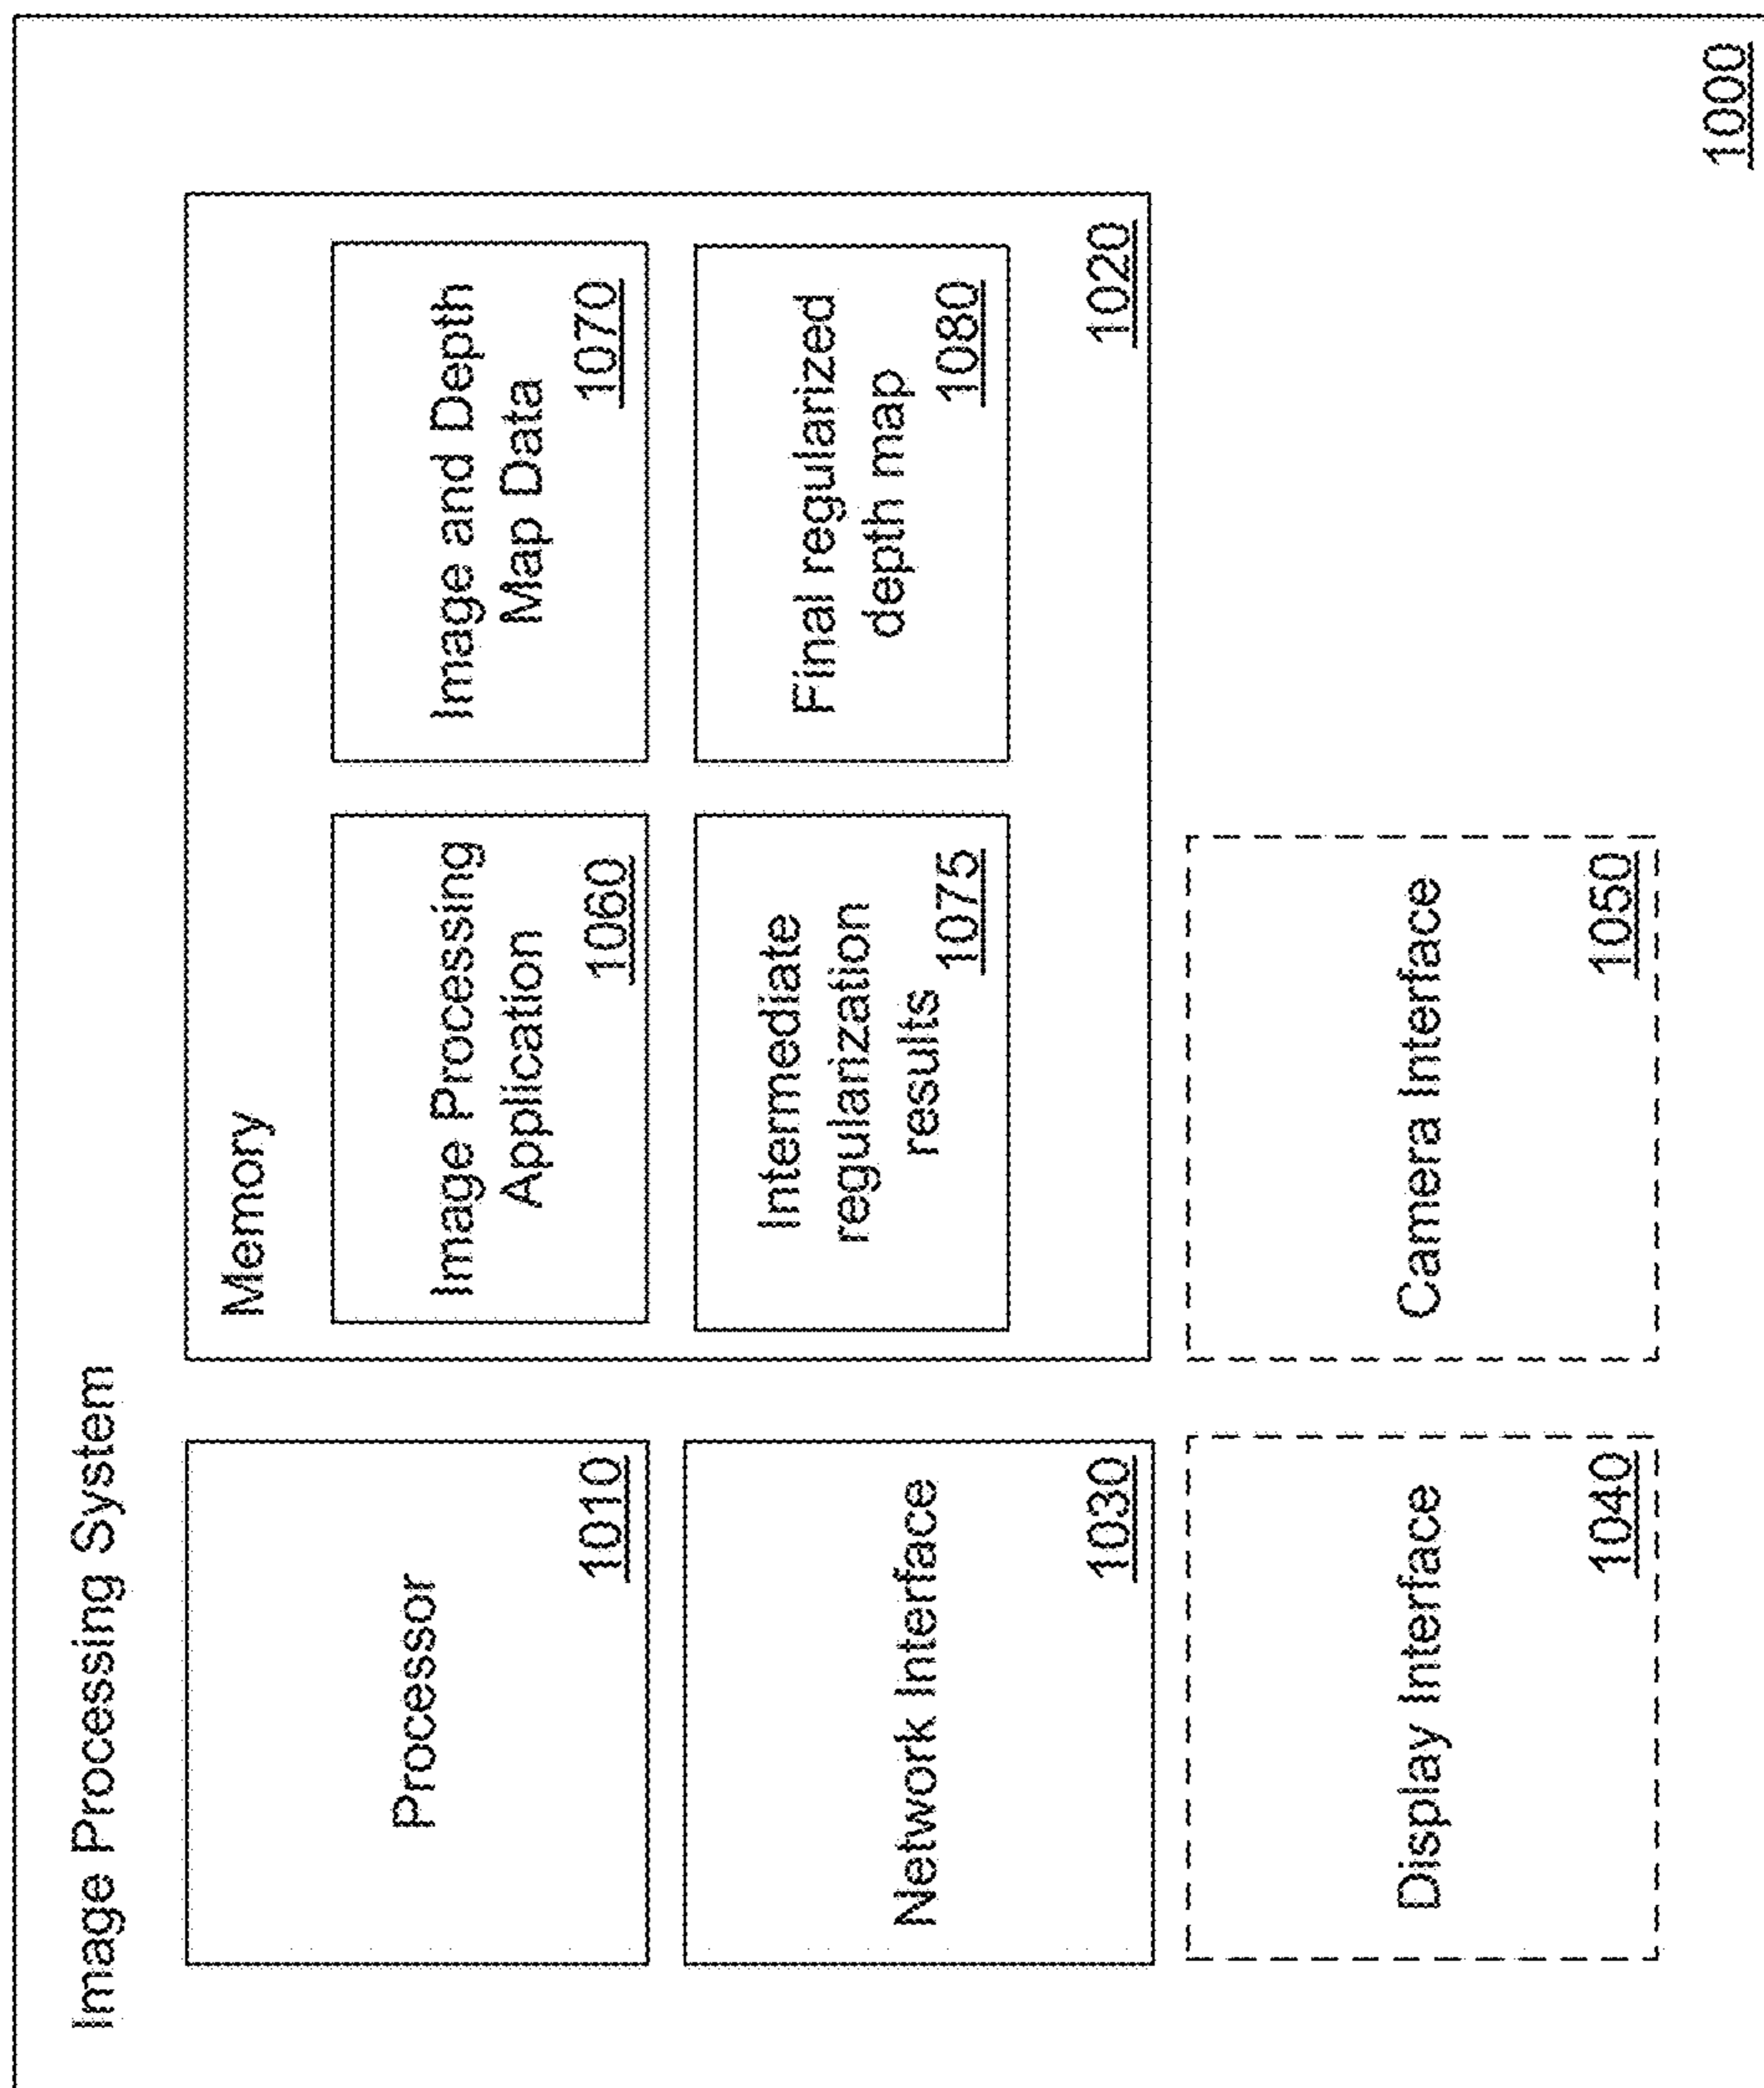 Image Processing System
Processor
1010
Memory
Image Processing
Application
1060
Image and Depth
Map Data
1070
Intermediate
regularization
results
1075
Final regularized
depth map
1080
1020
Network Interface
1030
Display Interface
1040
Camera Interface
1050
1000